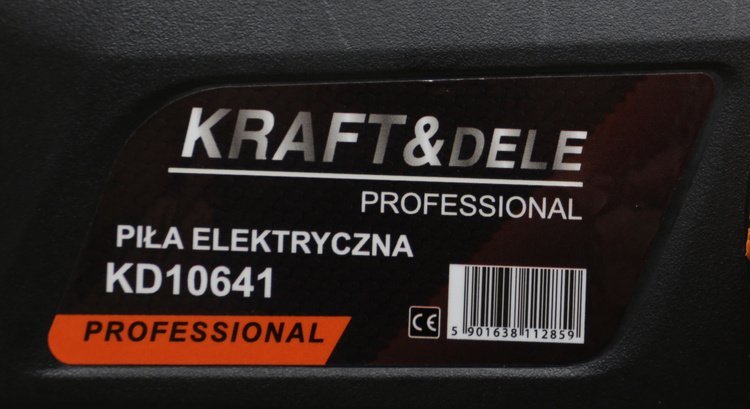 KRAFT&DELE
PROFESSIONAL
PIŁA ELEKTRYCZNA
KD10641
PROFESSIONAL
CE
5 901638 112859